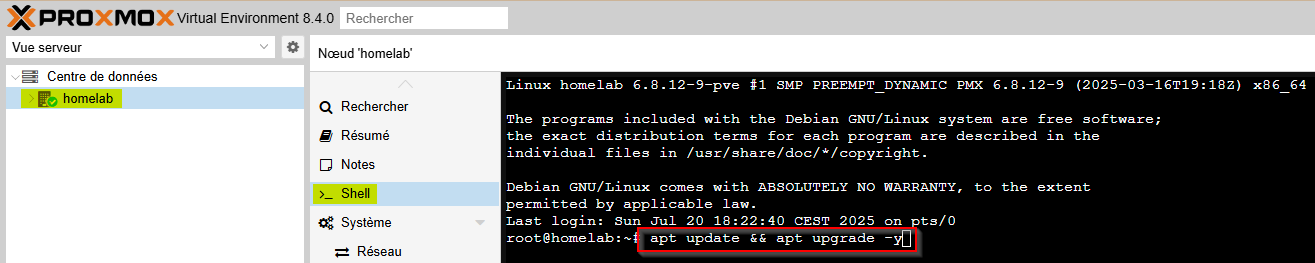 PROXMOX Virtual Environment 8.4.0 Rechercher
Vue serveur
Centre de données
homelab
Nœud 'homelab'
Rechercher
Résumé
Notes
>_ Shell
Système
Réseau
Linux homelab 6.8.12-9-pve #1 SMP PREEMPT_DYNAMIC PMX 6.8.12-9 (2025-03-16T19:18Z) x86_64
The programs included with the Debian GNU/Linux system are free software;
the exact distribution terms for each program are described in the
individual files in /usr/share/doc/*/copyright.
Debian GNU/Linux comes with ABSOLUTELY NO WARRANTY, to the extent
permitted by applicable law.
Last login: Sun Jul 20 18:22:40 CEST 2025 on pts/0
root@homelab:~# apt update && apt upgrade -y